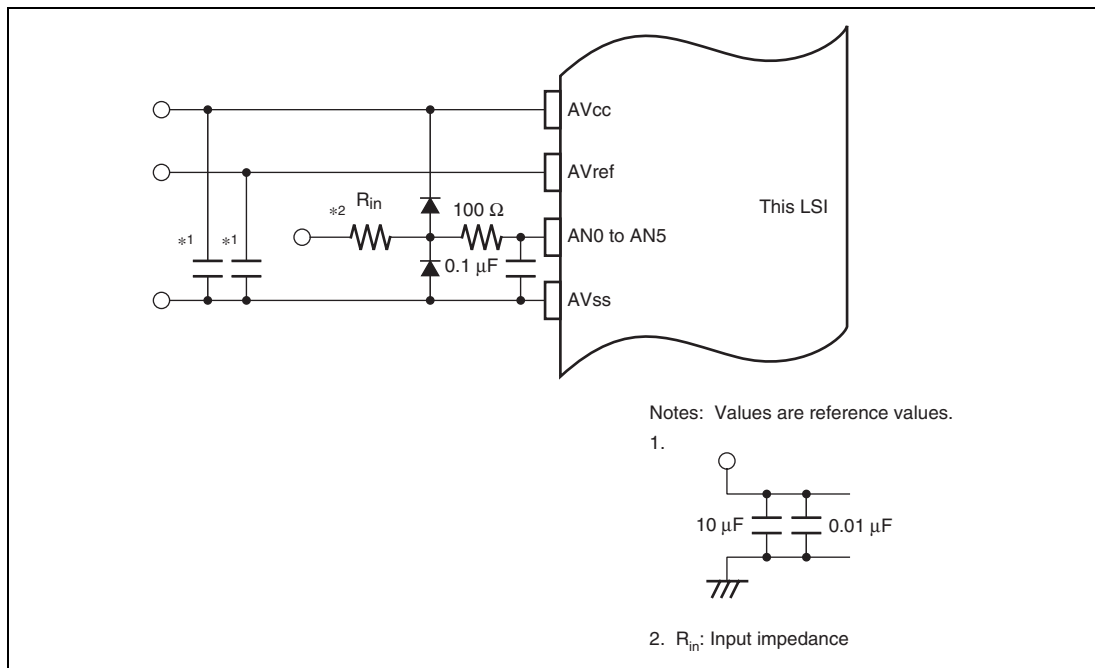 AVcc
AVref
*2 Rin
100 Ω
This LSI
AN0 to AN5
*1 *1
0.1 μF
AVss
Notes: Values are reference values.
1.
10 μF 0.01 μF
2. Rin: Input impedance